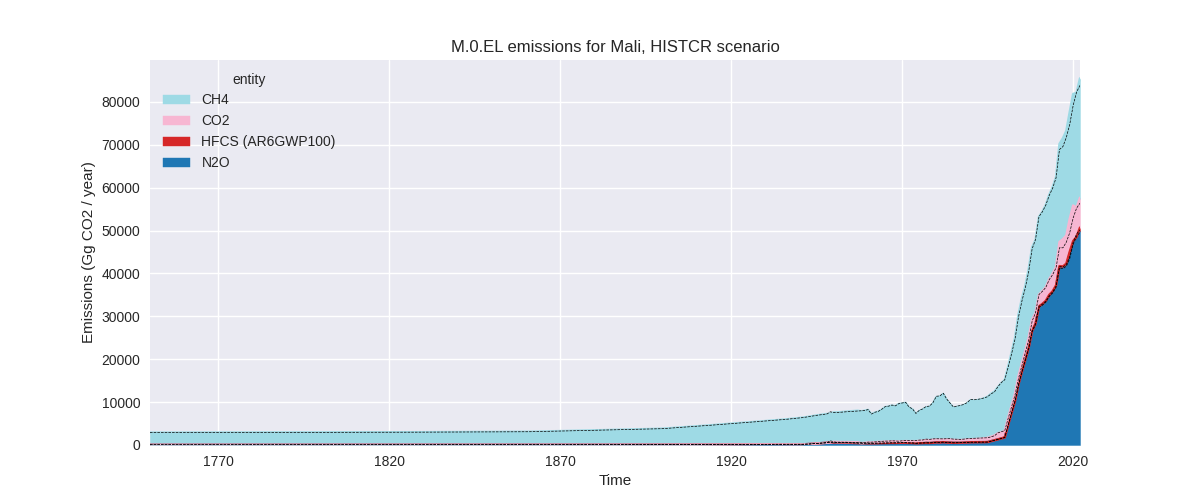 M.0.EL emissions for Mali, HISTCR scenario
Emissions (Gg CO2 / year)
80000
70000
60000
50000
40000
30000
20000
10000
0
entity
CH4
CO2
HFCS (AR6GWP100)
N2O
1770
1820
1870
1920
1970
2020
Time